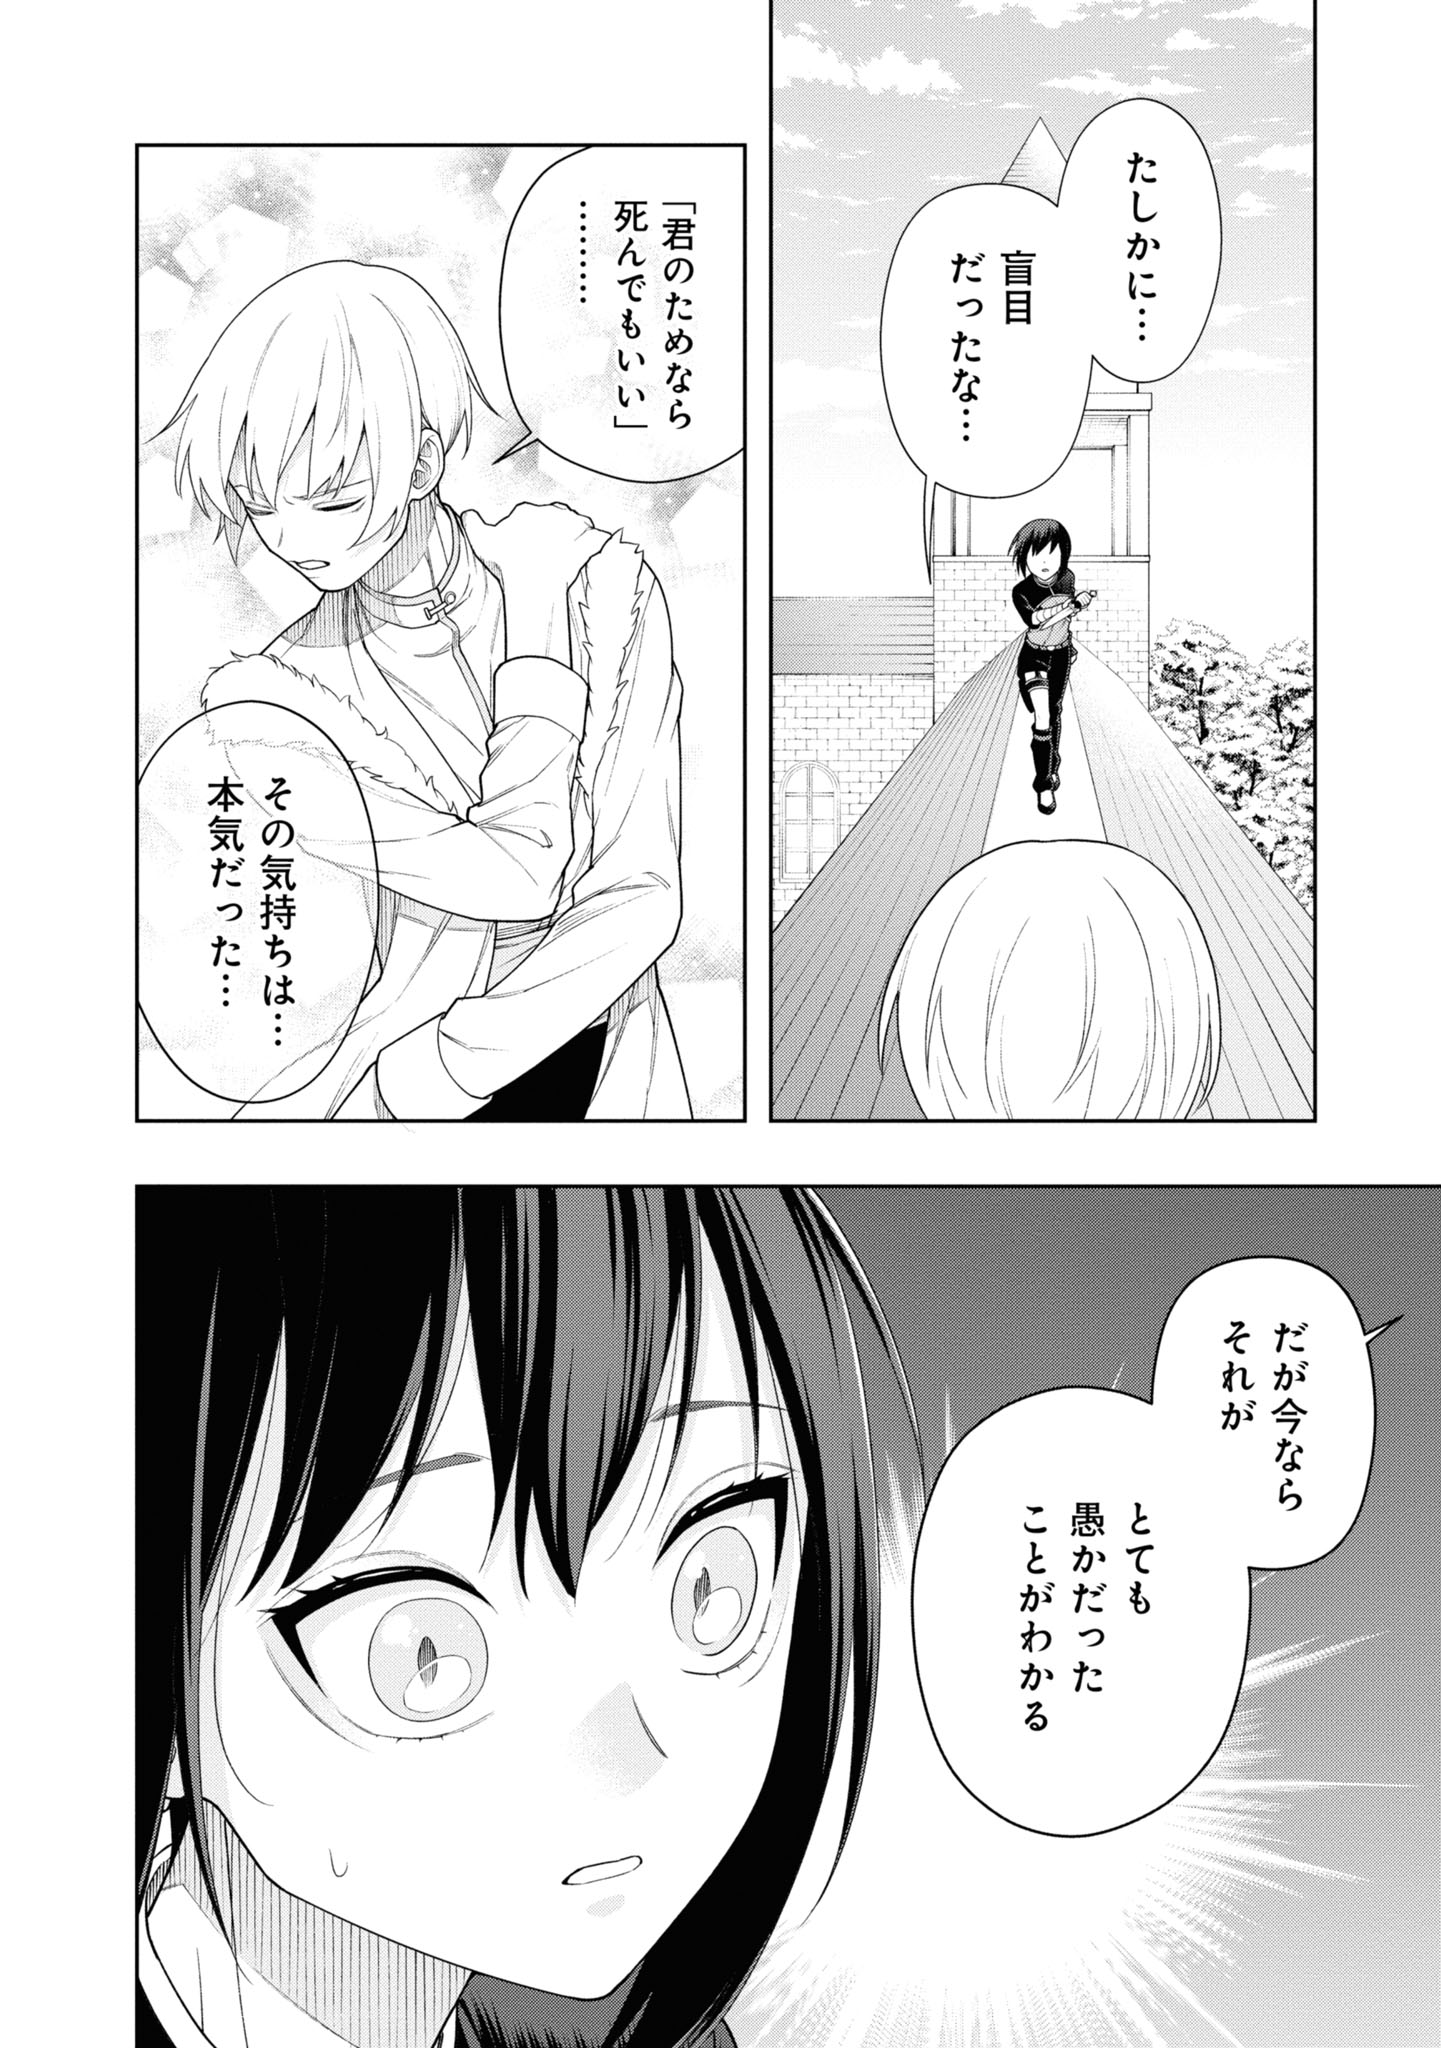 たしかに…
盲目
だったな…
「君のためなら
死んでもいい」
………
その気持ちは…
本気だった…
だが今なら
それが
とても
愚かだった
ことがわかる